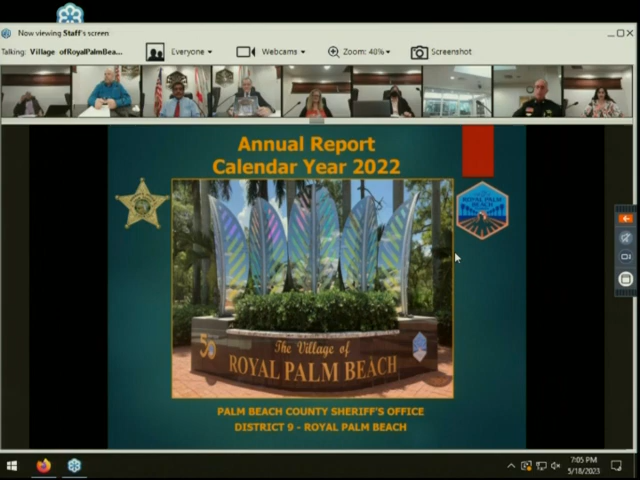 Now viewing Staff's screen
Talking: Village ofRoyalPalmBea...
Everyone
Webcams
Zoom: 40%
Screenshot
Annual Report
Calendar Year 2022
ROYAL PALM BEACH
50
The Village of
ROYAL PALM BEACH
PALM BEACH COUNTY SHERIFF'S OFFICE
DISTRICT 9 - ROYAL PALM BEACH
7:05 PM
5/18/2023